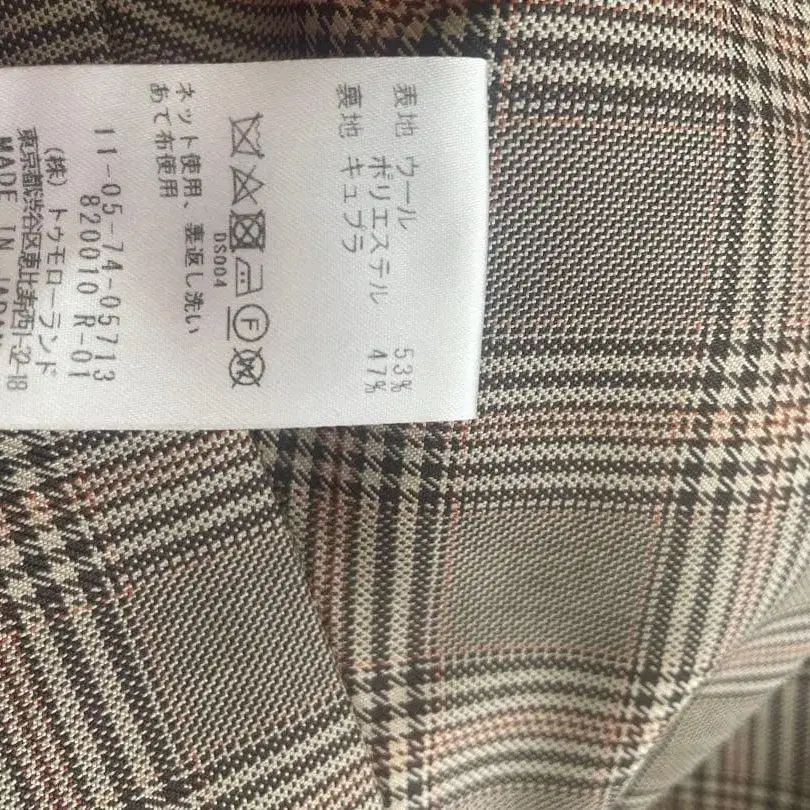 表地 ウール 53%
ポリエステル 47%
裏地 キュプラ
F
DS004
ネット使用、裏返し洗い
あて布使用
11-05-74-05713
820010 R-01
(株) トゥモローランド
東京都渋谷区恵比寿西1-32-18
MADE IN JAPAN